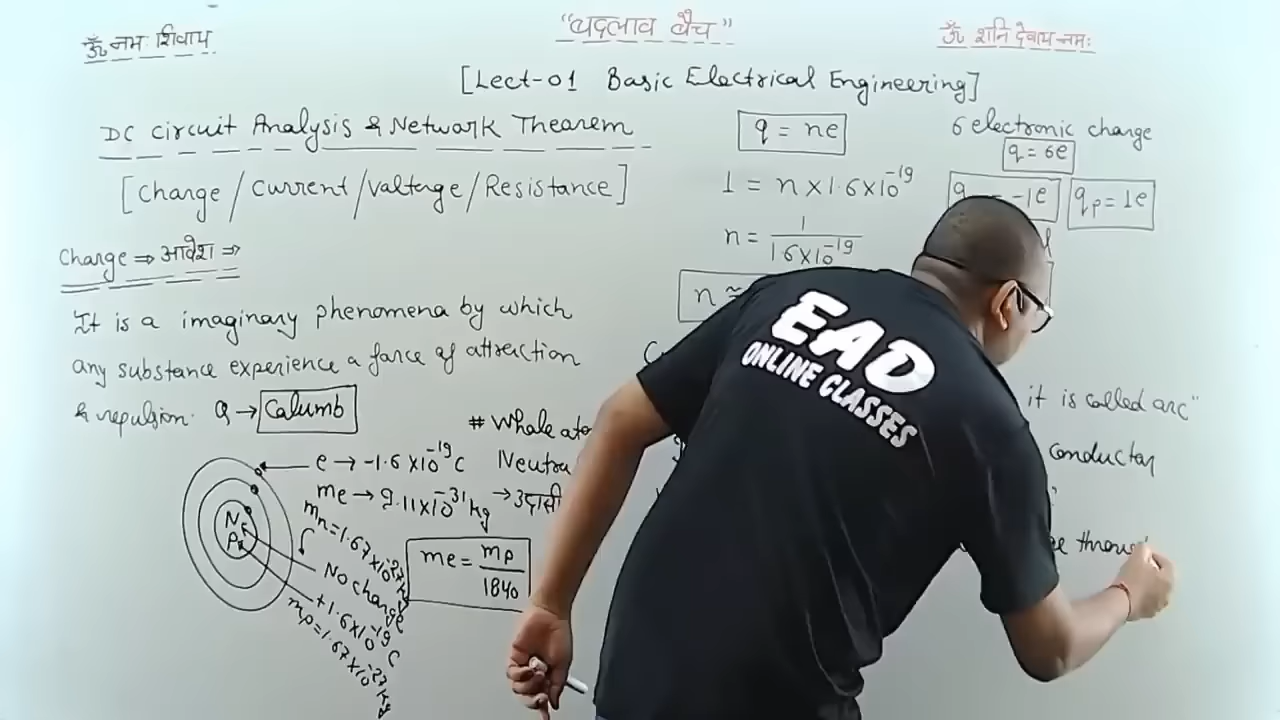 ॐ नमः शिवाय
"बदलाव बैच"
ॐ शनि देवाय नमः
[Lect-01 Basic Electrical Engineering]
DC Circuit Analysis & Network Theorem
[Charge / Current / Valtage / Resistance]
Charge ⇒ आवेश ⇒
It is a imaginary phenomena by which
any substance experience a farce of attraction
& repulsion. Q → Calumb
# Whale
Neutra
→ उदासी
e → -1.6 × 10^-19 C
me → 9.11 × 10^-31 kg
mn = 1.67 × 10^-27 kg
me = mp / 1840
N
P
No charge
+1.6 × 10^-19 C
mp = 1.67 × 10^-27 kg
q = ne
1 = n × 1.6 × 10^-19
n = 1 / 1.6 × 10^-19
n ≅
6 electronic charge
q = 6e
-1e
qp = 1e
it is called arc"
conductor
EAD
ONLINE CLASSES